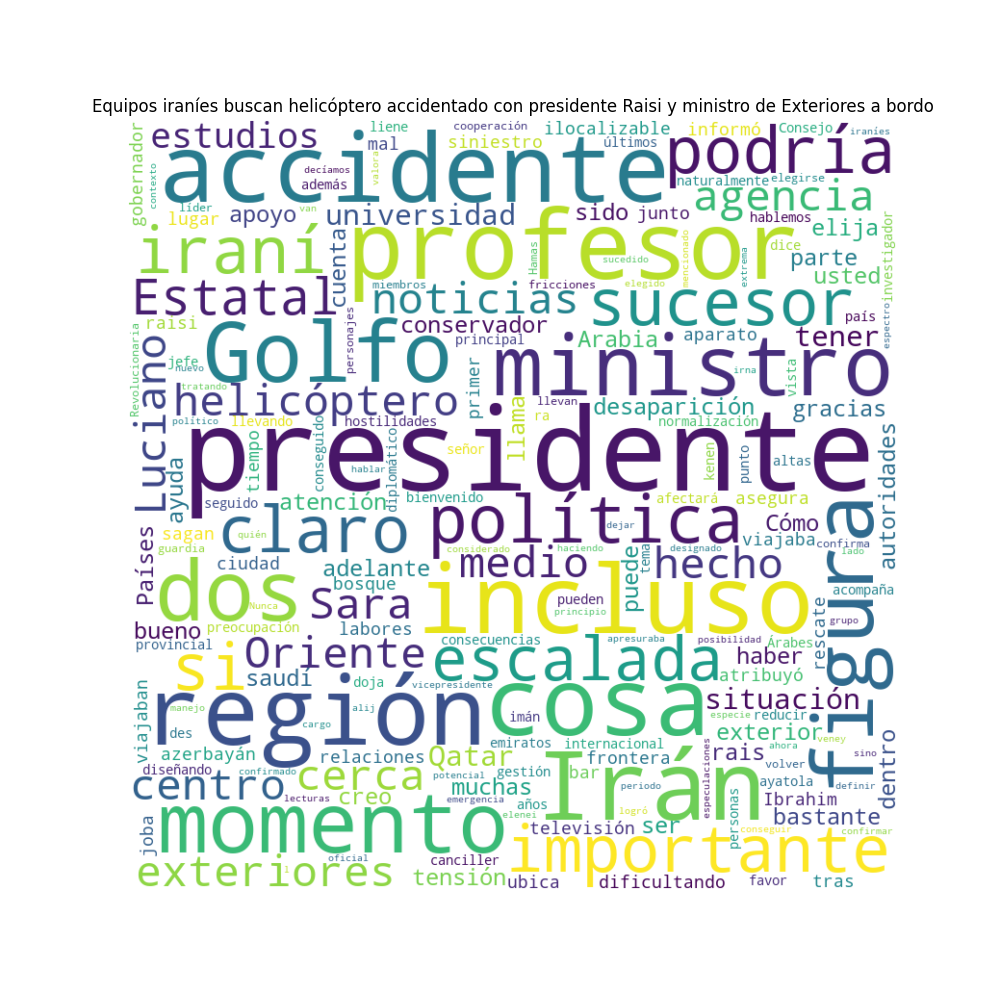 Equipos iraníes buscan helicóptero accidentado con presidente Raisi y ministro de Exteriores a bordo
gobernador
contexto
estudios
liene
mal
cooperación
ilocalizable
informó
Consejo
iraníes
accidente
siniestro
últimos
podría
decíamos
además
valora
líder
van
naturalmente
elegirse
agencia
lugar
apoyo
universidad
sido
junto
hablemos
elija
iraní
cuenta
profesor
Hamas
sucedido
mencionado
extrema
dice
parte
usted
investigador
Estatal
noticias
miembros
fricciones
elegido
sucesor
país
espectro
raisi
personajes
conservador
principal
Arabia
aparato
tener
Revolucionaria
jefe
nuevo
tratando
Golfo
primer
ministro
irna
vista
Luciano
helicóptero
llevan
político
llevando
hostilidades
llama
ra
desaparición
normalización
gracias
presidente
tiempo
conseguido
diplomático
hablar
señor
kenen
punto
altas
autoridades
ayuda
seguido
atención
bienvenido
afectará
asegura
sagan
quién
claro
política
dejar
Cómo
viajaba
confirma
Países
guardia
ciudad
adelante
considerado
haciendo
medio
designado
tema
hecho
lado
figura
acompaña
dos
Nunca
bosque
incluso
pueden
principio
puede
Sara
grupo
bueno
preocupación
labores
consecuencias
apresuraba
posibilidad
Árabes
rescate
provincial
si
Oriente
escalada
haber
atribuyó
saudí
doja
vicepresidente
región
cosa
situación
viajaban
manejo
cargo
alij
imán
especie
reducir
veney
des
exterior
azerbayán
relaciones
Qatar
emiratos
internacional
frontera
especulaciones
rais
ahora
sino
dentro
diseñando
confirmado
cerca
potencial
gestión
bar
Irán
periodo
volver
ayatola
definir
centro
lecturas
creo
muchas
emergencia
años
Ibrahim
joba
momento
elenei
televisión
logró
ser
personas
conseguir
bastante
confirmar
importante
exteriores
oficial
1
canciller
tensión
ubica
dificultando
favor
tras